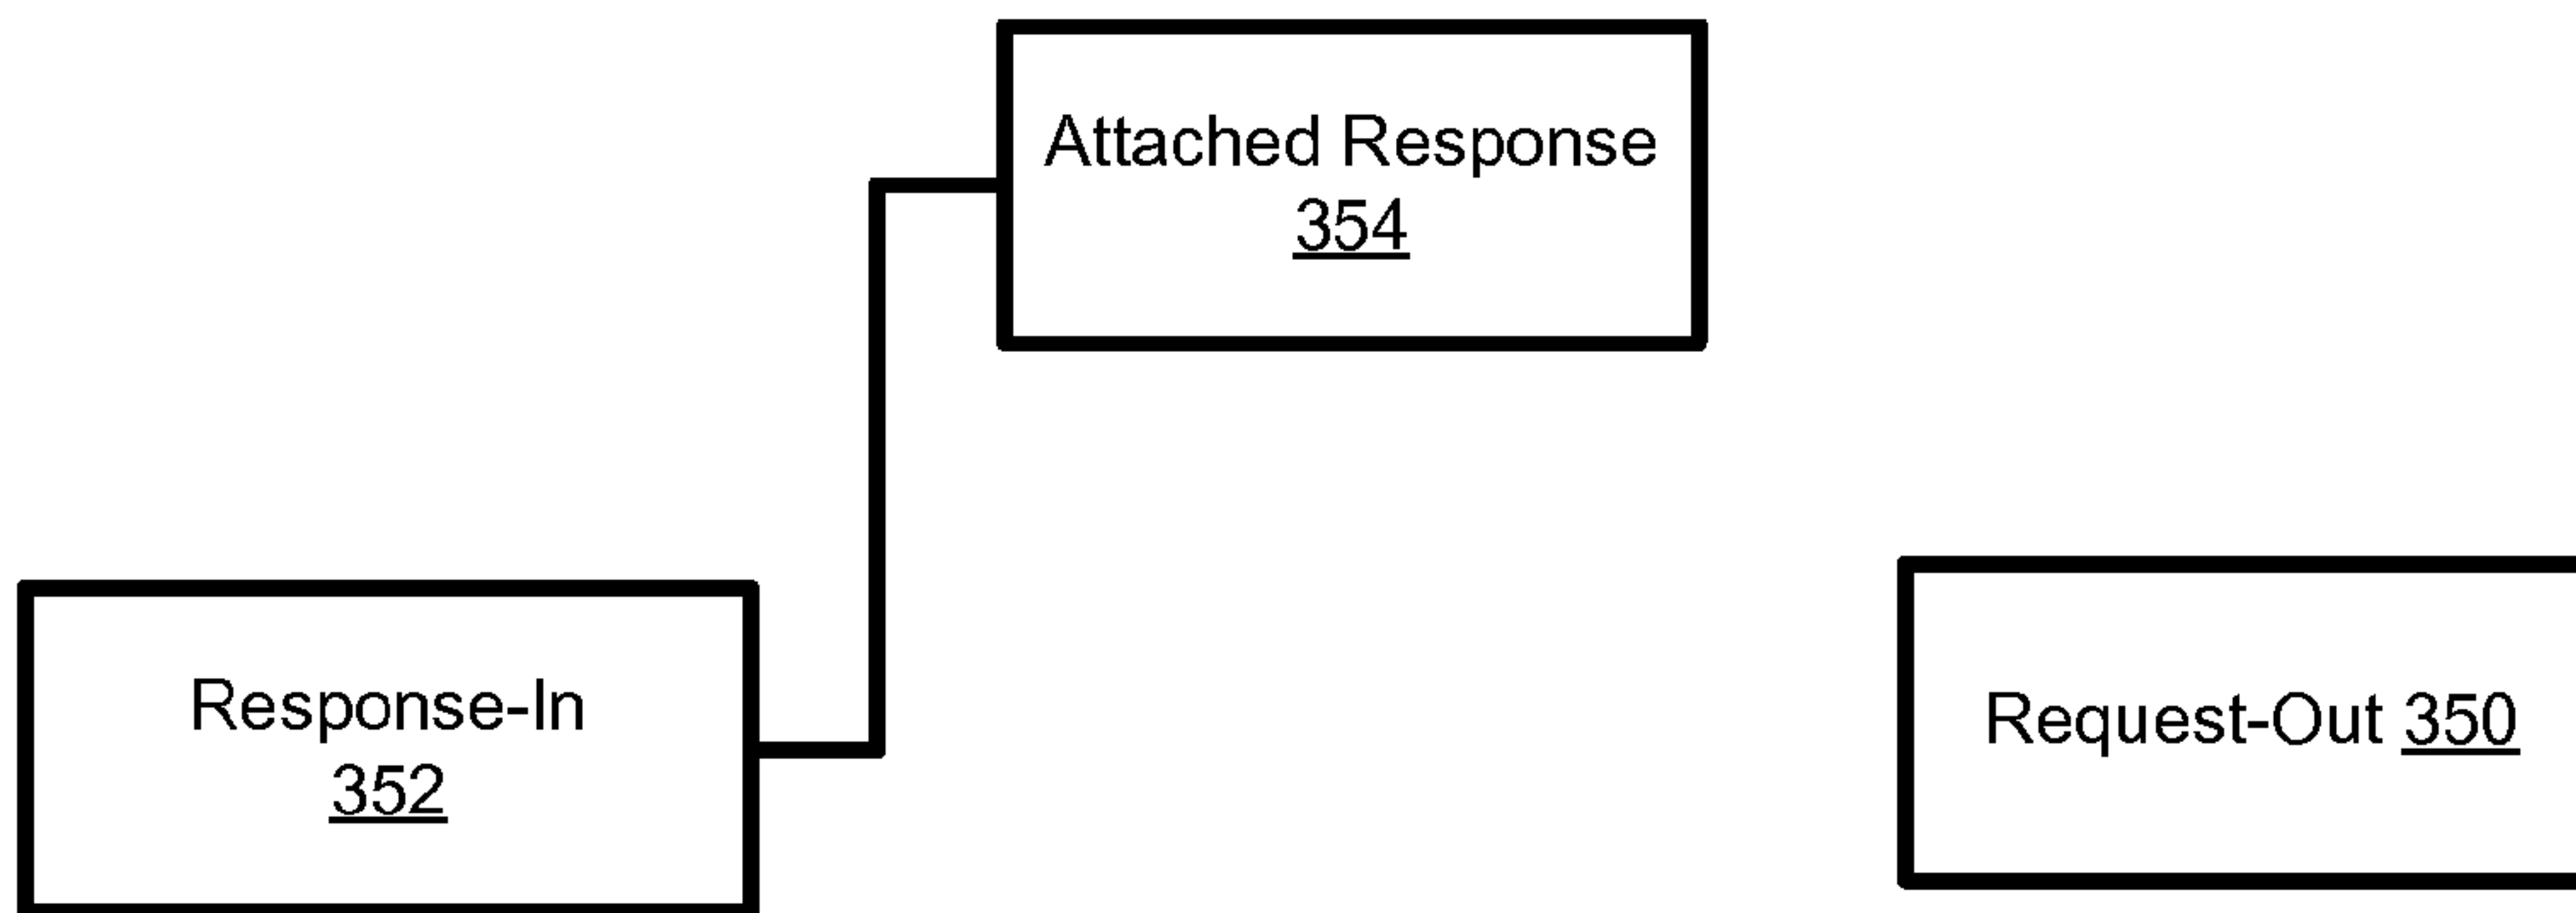 Attached Response
354
Response-In
352
Request-Out 350